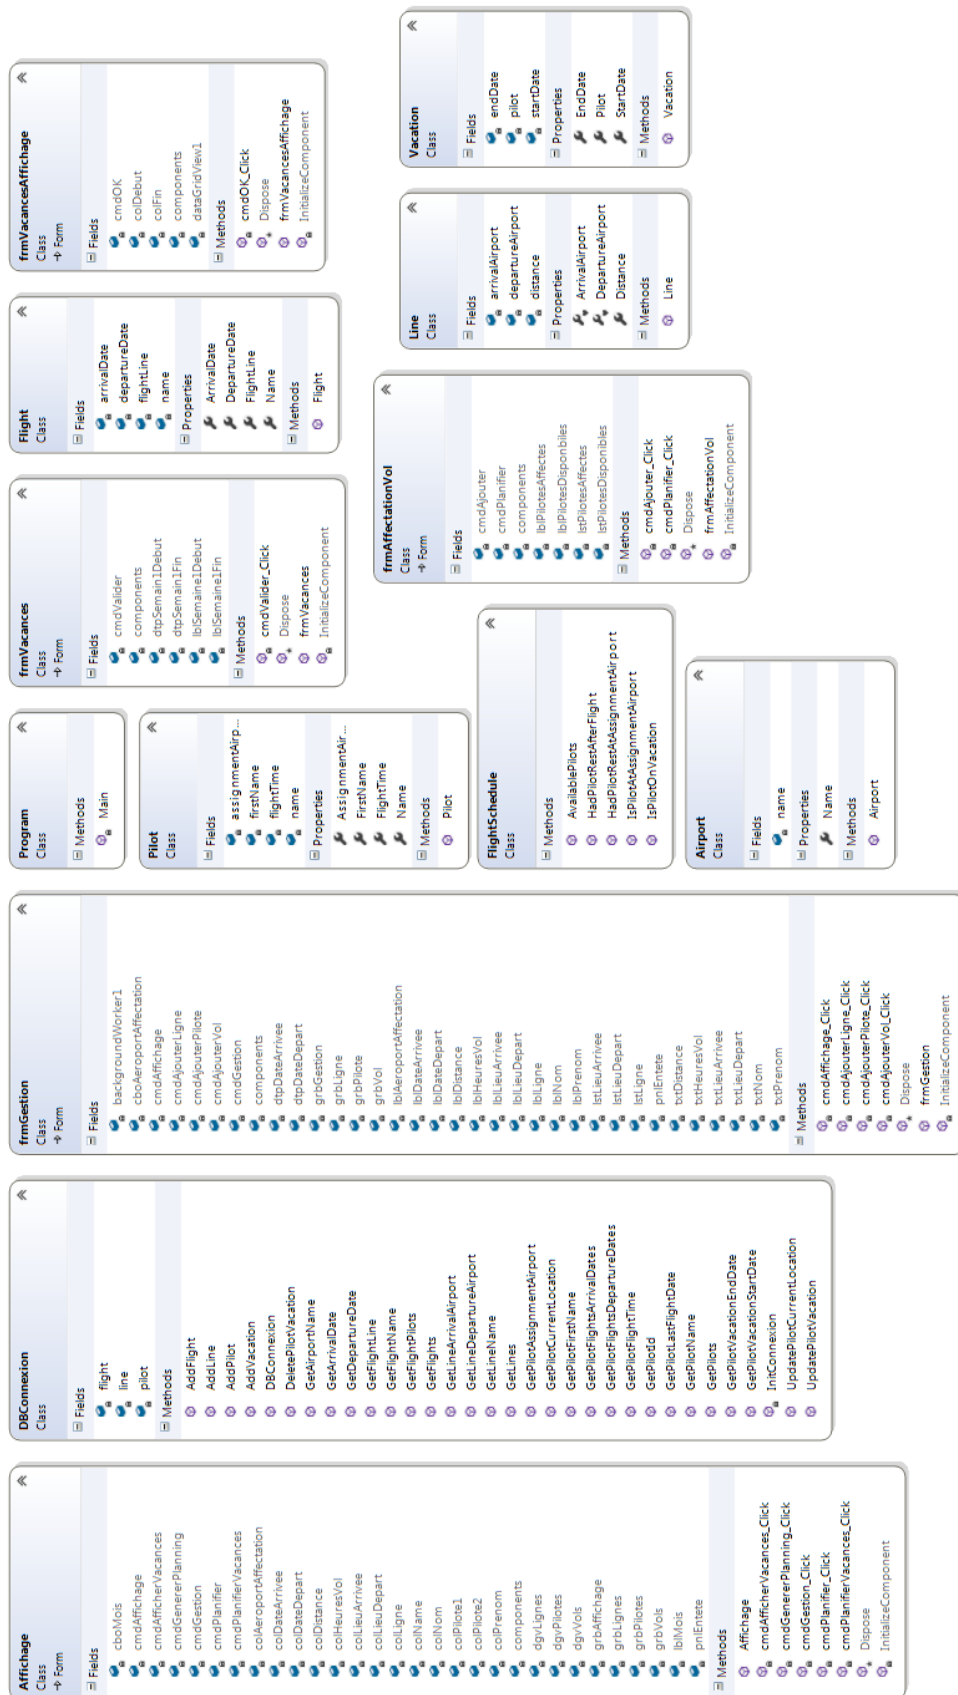 Affichage
Class
Form
Fields
cboMois
cmdAffichage
cmdAfficherVacances
cmdGenererPlanning
cmdGestion
cmdPlanifier
cmdPlanifierVacances
colAeroportAffectation
colDateArrivee
colDateDepart
colDistance
colHeuresVol
colLieuArrivee
colLieuDepart
colLigne
colName
colNom
colPilote1
colPilote2
colPrenom
components
dgvLignes
dgvPilotes
dgvVols
grbAffichage
grbLignes
grbPilotes
grbVols
lblMois
pnlEntete
Methods
Affichage
cmdAfficherVacances_Click
cmdGenererPlanning_Click
cmdGestion_Click
cmdPlanifier_Click
cmdPlanifierVacances_Click
Dispose
InitializeComponent
DBConnexion
Class
Fields
flight
line
pilot
Methods
AddFlight
AddLine
AddPilot
AddVacation
DBConnexion
DeletePilotVacation
GetAirportName
GetArrivalDate
GetDepartureDate
GetFlightLine
GetFlightName
GetFlightPilots
GetFlights
GetLineArrivalAirport
GetLineDepartureAirport
GetLineName
GetLines
GetPilotAssignmentAirport
GetPilotCurrentLocation
GetPilotFirstName
GetPilotFlightsArrivalDates
GetPilotFlightsDepartureDates
GetPilotFlightTime
GetPilotId
GetPilotLastFlightDate
GetPilotName
GetPilots
GetPilotVacationEndDate
GetPilotVacationStartDate
InitConnexion
UpdatePilotCurrentLocation
UpdatePilotVacation
frmGestion
Class
Form
Fields
backgroundWorker1
cboAeroportAffectation
cmdAffichage
cmdAjouterLigne
cmdAjouterPilote
cmdAjouterVol
cmdGestion
components
dtpDateArrivee
dtpDateDepart
grbGestion
grbLigne
grbPilote
grbVol
lblAeroportAffectation
lblDateArrivee
lblDateDepart
lblDistance
lblHeuresVol
lblLieuArrivee
lblLieuDepart
lblLigne
lblNom
lblPrenom
lstLieuArrivee
lstLieuDepart
lstLigne
pnlEntete
txtDistance
txtHeuresVol
txtLieuArrivee
txtLieuDepart
txtNom
txtPrenom
Methods
cmdAffichage_Click
cmdAjouterLigne_Click
cmdAjouterPilote_Click
cmdAjouterVol_Click
Dispose
frmGestion
InitializeComponent
Program
Class
Methods
Main
Pilot
Class
Fields
assignmentAirp...
firstName
flightTime
name
Properties
AssignmentAir...
FirstName
FlightTime
Name
Methods
Pilot
FlightSchedule
Class
Methods
AvailablePilots
HadPilotRestAfterFlight
HadPilotRestAtAssignmentAirport
IsPilotAtAssignmentAirport
IsPilotOnVacation
Airport
Class
Fields
name
Properties
Name
Methods
Airport
frmVacances
Class
Form
Fields
cmdValider
components
dtpSemain1Debut
dtpSemain1Fin
lblSemaine1Debut
lblSemaine1Fin
Methods
cmdValider_Click
Dispose
frmVacances
InitializeComponent
Flight
Class
Fields
arrivalDate
departureDate
flightLine
name
Properties
ArrivalDate
DepartureDate
FlightLine
Name
Methods
Flight
frmVacancesAffichage
Class
Form
Fields
cmdOK
colDebut
colFin
components
dataGridView1
Methods
cmdOK_Click
Dispose
frmVacancesAffichage
InitializeComponent
frmAffectationVol
Class
Form
Fields
cmdAjouter
cmdPlanifier
components
lblPilotesAffectes
lblPilotesDisponbiles
lstPilotesAffectes
lstPilotesDisponibles
Methods
cmdAjouter_Click
cmdPlanifier_Click
Dispose
frmAffectationVol
InitializeComponent
Line
Class
Fields
arrivalAirport
departureAirport
distance
Properties
ArrivalAirport
DepartureAirport
Distance
Methods
Line
Vacation
Class
Fields
endDate
pilot
startDate
Properties
EndDate
Pilot
StartDate
Methods
Vacation